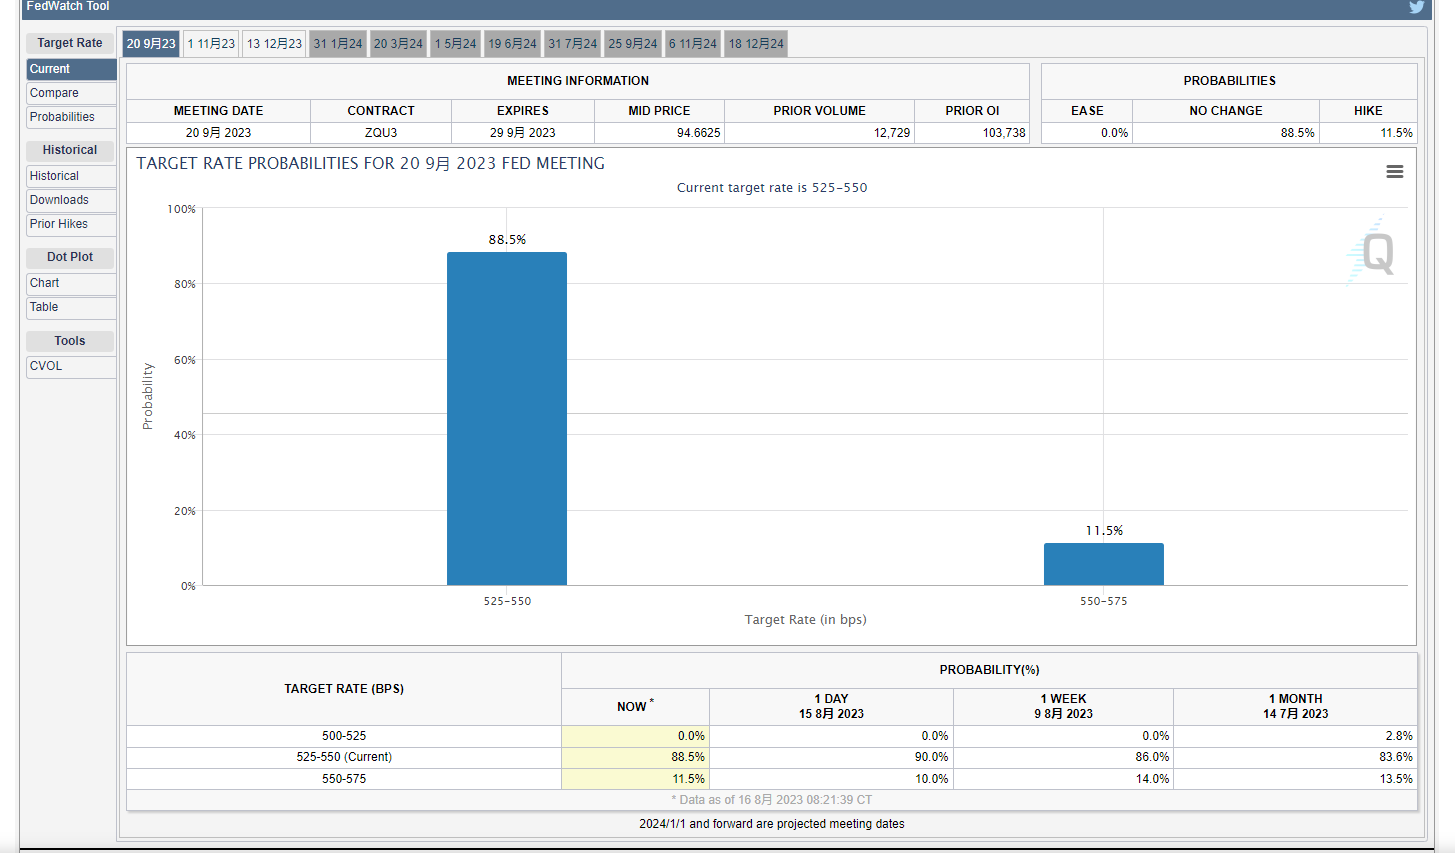 FedWatch Tool
Target Rate
Current
Compare
Probabilities
Historical
Historical
Downloads
Prior Hikes
Dot Plot
Chart
Table
Tools
CVOL
20 9月23 1 11月23 13 12月23 31 1月24 20 3月24 1 5月24 19 6月24 31 7月24 25 9月24 6 11月24 18 12月24
MEETING INFORMATION
MEETING DATE CONTRACT EXPIRES MID PRICE PRIOR VOLUME PRIOR OI
20 9月 2023 ZQU3 29 9月 2023 94.6625 12,729 103,738
PROBABILITIES
EASE NO CHANGE HIKE
0.0% 88.5% 11.5%
TARGET RATE PROBABILITIES FOR 20 9月 2023 FED MEETING
Current target rate is 525-550
Q
Probability
100%
80%
60%
40%
20%
0%
88.5%
11.5%
525-550 550-575
Target Rate (in bps)
TARGET RATE (BPS) PROBABILITY(%)
NOW * 1 DAY 1 WEEK 1 MONTH
15 8月 2023 9 8月 2023 14 7月 2023
500-525 0.0% 0.0% 0.0% 2.8%
525-550 (Current) 88.5% 90.0% 86.0% 83.6%
550-575 11.5% 10.0% 14.0% 13.5%
* Data as of 16 8月 2023 08:21:39 CT
2024/1/1 and forward are projected meeting dates